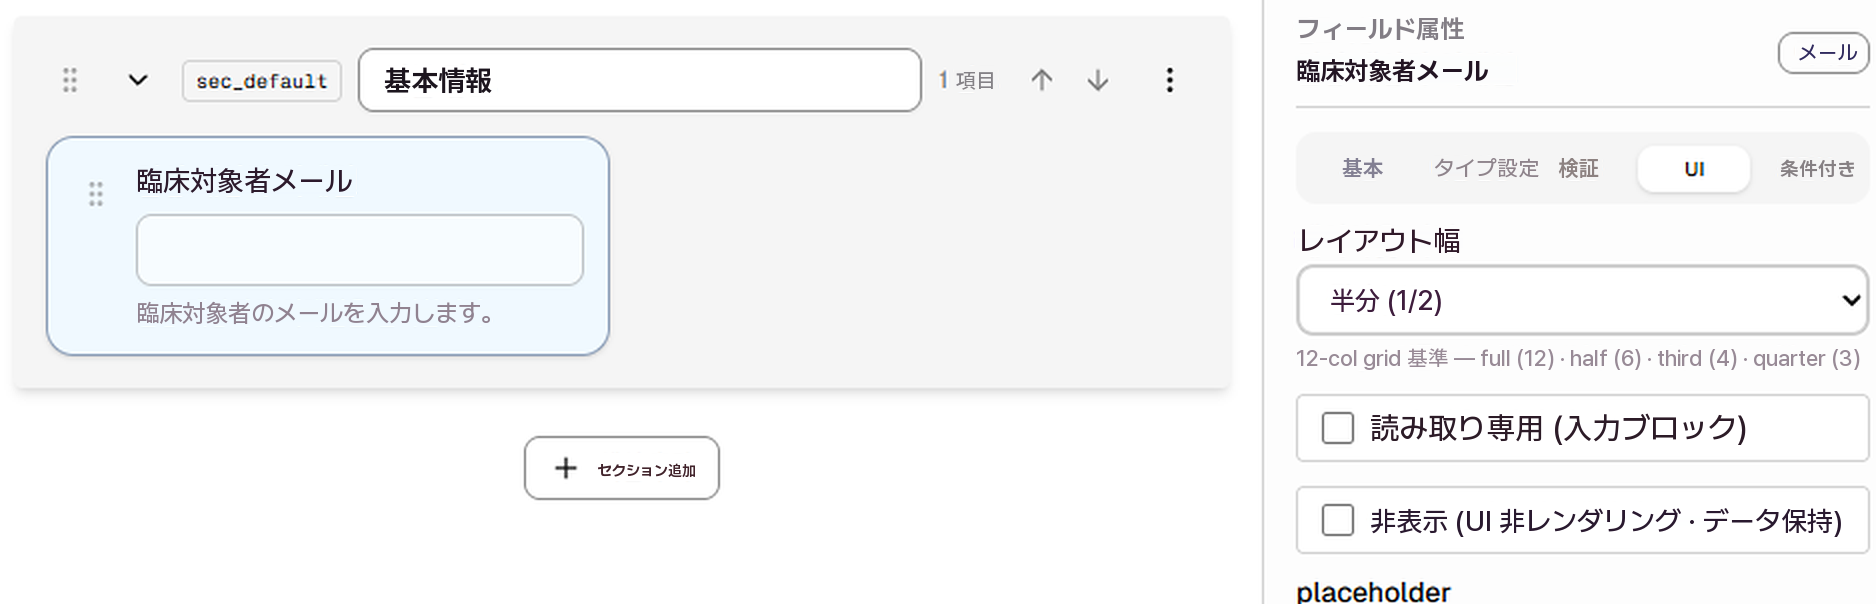 sec_default
基本情報
1 項目
臨床対象者メール
臨床対象者のメールを入力します。
セクション追加
フィールド属性
臨床対象者メール
メール
基本
タイプ設定
検証
UI
条件付き
レイアウト幅
半分 (1/2)
12-col grid 基準 — full (12) · half (6) · third (4) · quarter (3)
読み取り専用 (入力ブロック)
非表示 (UI 非レンダリング · データ保持)
placeholder